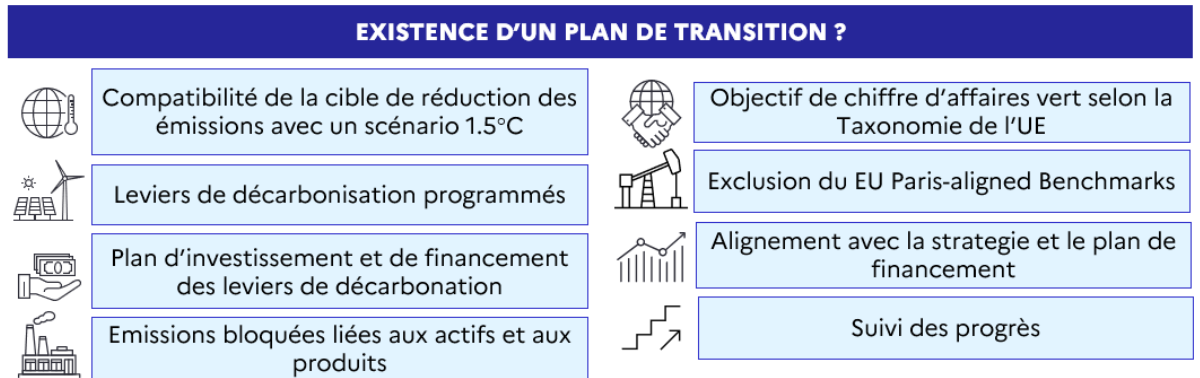 EXISTENCE D'UN PLAN DE TRANSITION ?
Compatibilité de la cible de réduction des
émissions avec un scénario 1.5°C
Leviers de décarbonisation programmés
Plan d'investissement et de financement
des leviers de décarbonation
Emissions bloquées liées aux actifs et aux
produits
Objectif de chiffre d'affaires vert selon la
Taxonomie de l'UE
Exclusion du EU Paris-aligned Benchmarks
Alignement avec la strategie et le plan de
financement
Suivi des progrès